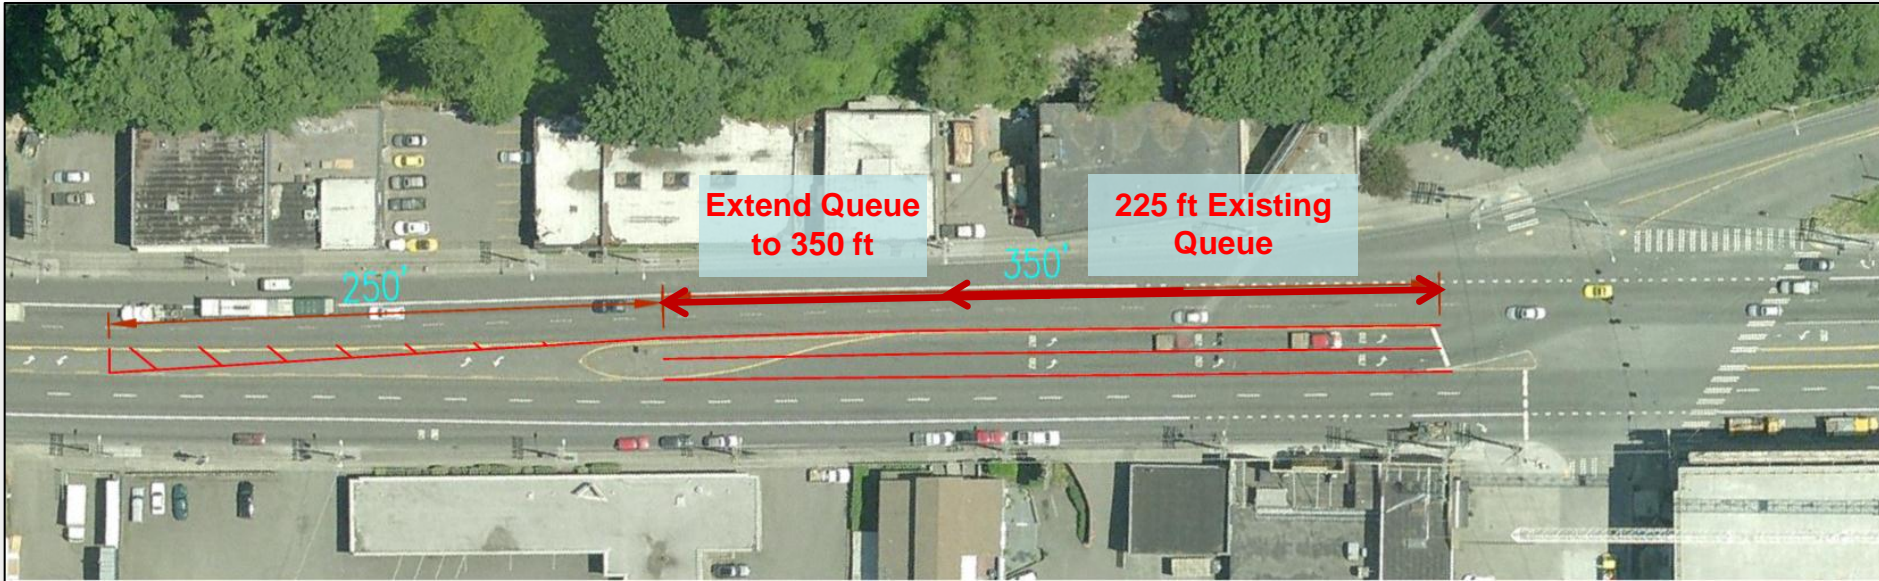 Extend Queue
to 350 ft
225 ft Existing
Queue
250'
350'